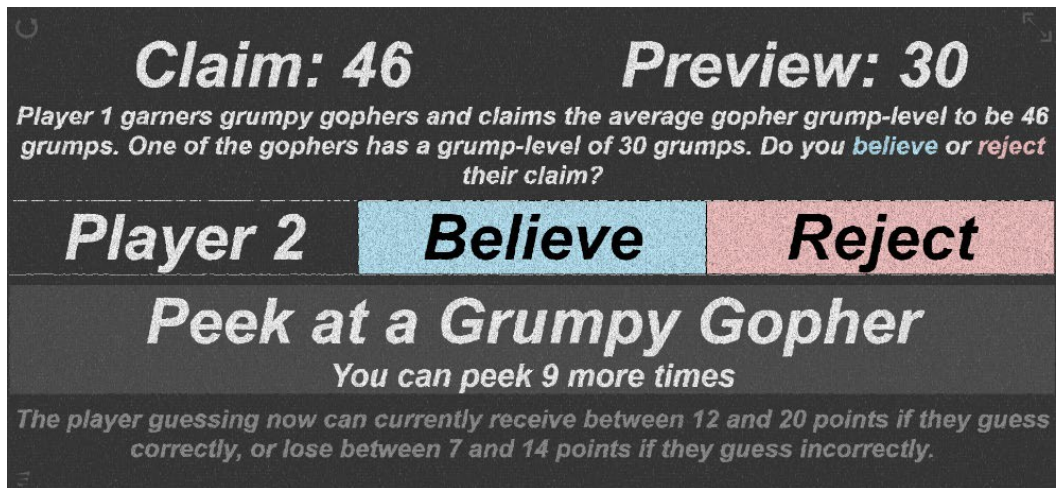 Claim: 46
Preview: 30
Player 1 garners grumpy gophers and claims the average gopher grump-level to be 46
grumps. One of the gophers has a grump-level of 30 grumps. Do you believe or reject
their claim?
Player 2
Believe
Reject
Peek at a Grumpy Gopher
You can peek 9 more times
The player guessing now can currently receive between 12 and 20 points if they guess
correctly, or lose between 7 and 14 points if they guess incorrectly.